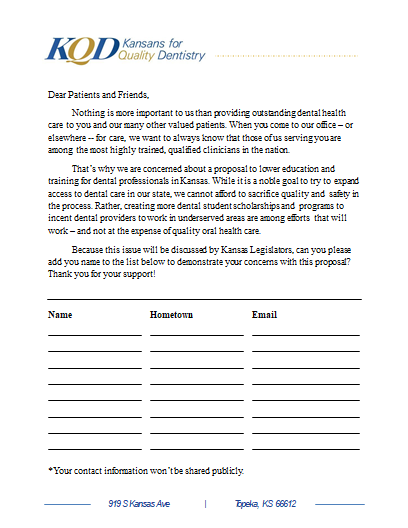 KQD Kansans for
Quality Dentistry
Dear Patients and Friends,
Nothing is more important to us than providing outstanding dental health
care to you and our many other valued patients. When you come to our office – or
elsewhere -- for care, we want to always know that those of us serving you are
among the most highly trained, qualified clinicians in the nation.
That's why we are concerned about a proposal to lower education and
training for dental professionals in Kansas. While it is a noble goal to try to expand
access to dental care in our state, we cannot afford to sacrifice quality and safety in
the process. Rather, creating more dental student scholarships and programs to
incent dental providers to work in underserved areas are among efforts that will
work – and not at the expense of quality oral health care.
Because this issue will be discussed by Kansas Legislators, can you please
add you name to the list below to demonstrate your concerns with this proposal?
Thank you for your support!
Name Hometown Email
*Your contact information won't be shared publicly.
919 S Kansas Ave | Topeka, KS 66612